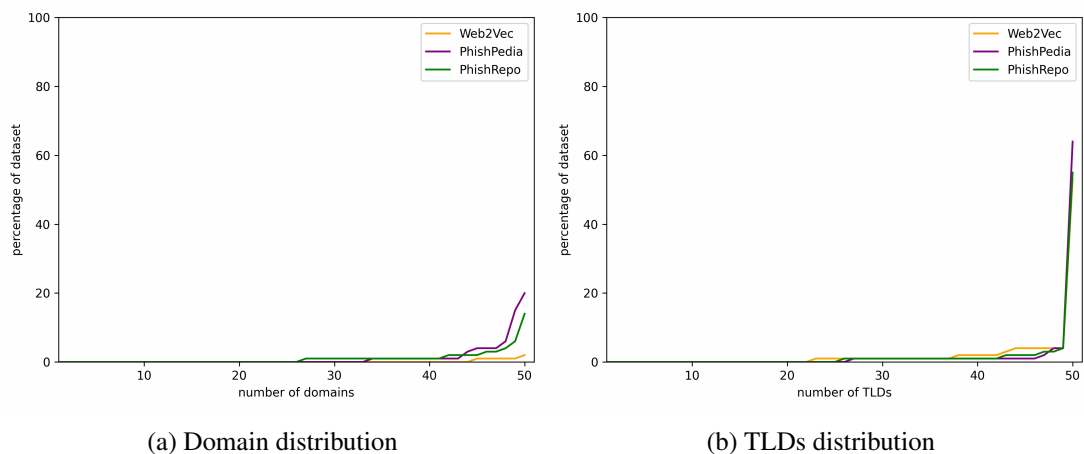 100
80
60
40
20
0
percentage of dataset
10 20 30 40 50
number of domains
Web2Vec
PhishPedia
PhishRepo
(a) Domain distribution
100
80
60
40
20
0
percentage of dataset
10 20 30 40 50
number of TLDs
Web2Vec
PhishPedia
PhishRepo
(b) TLDs distribution